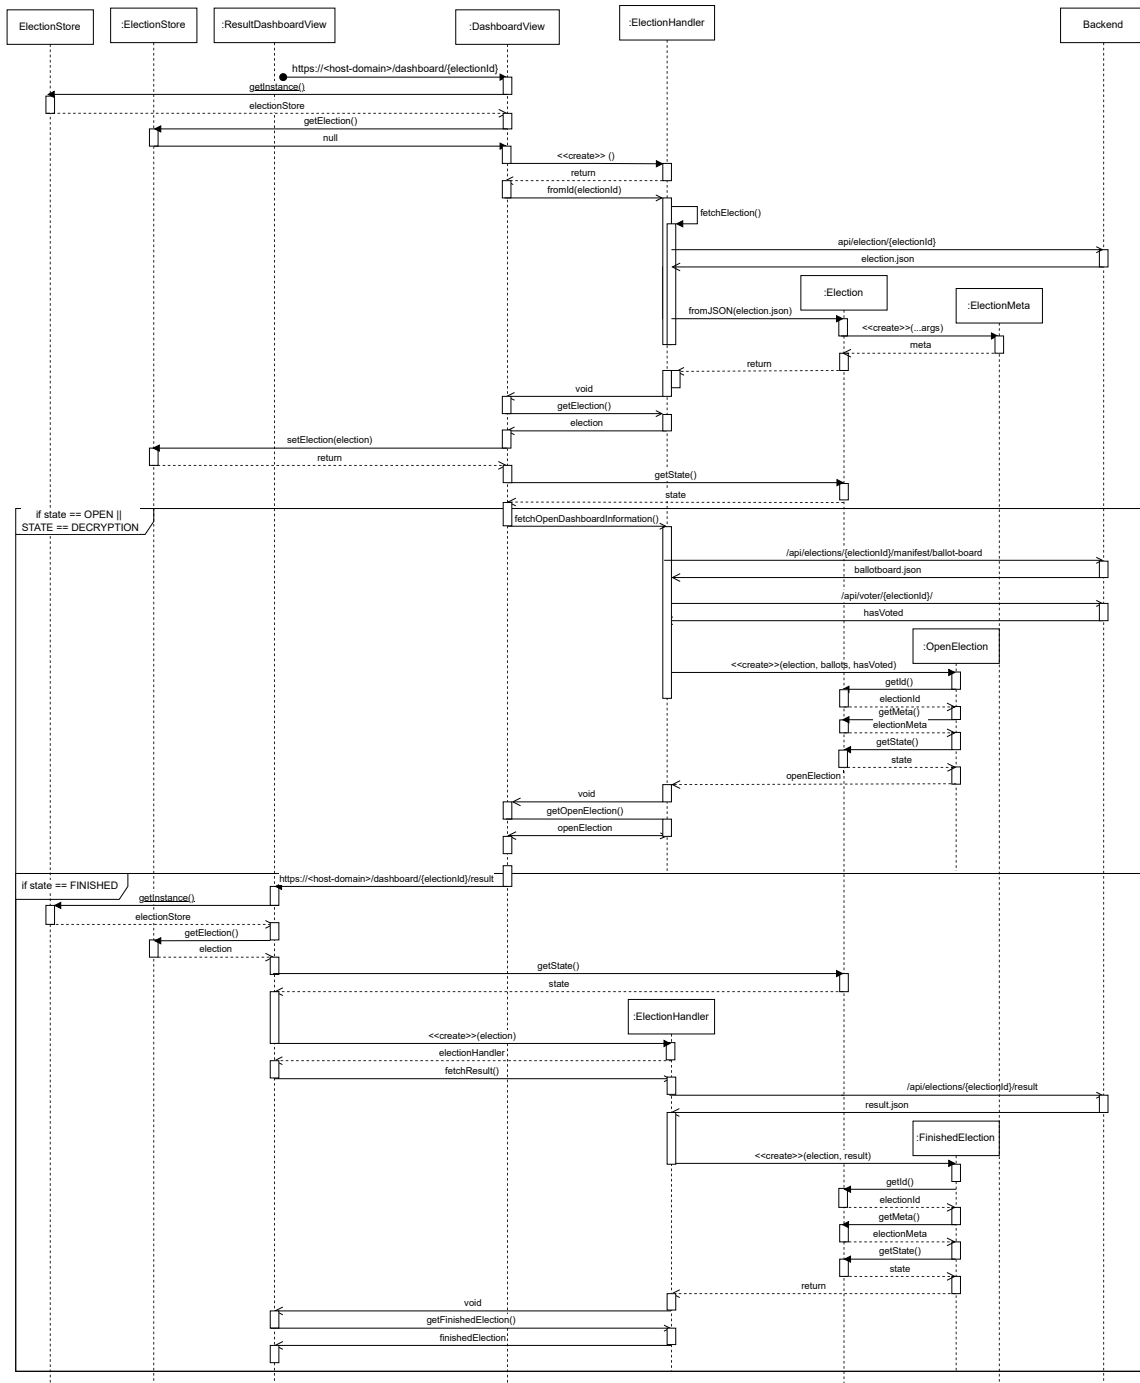 ElectionStore
:ElectionStore
:ResultDashboardView
:DashboardView
:ElectionHandler
Backend
https://<host-domain>/dashboard/{electionId}
getInstance()
electionStore
getElection()
null
<<create>> ()
return
fromId(electionId)
fetchElection()
api/election/{electionId}
election.json
:Election
:ElectionMeta
fromJSON(election.json)
<<create>>(...args)
meta
return
void
getElection()
election
setElection(election)
return
getState()
state
if state == OPEN ||
STATE == DECRYPTION
fetchOpenDashboardInformation()
/api/elections/{electionId}/manifest/ballot-board
ballotboard.json
/api/voter/{electionId}/
hasVoted
:OpenElection
<<create>>(election, ballots, hasVoted)
getId()
electionId
getMeta()
electionMeta
getState()
state
openElection
void
getOpenElection()
openElection
if state == FINISHED
https://<host-domain>/dashboard/{electionId}/result
getInstance()
electionStore
getElection()
election
getState()
state
:ElectionHandler
<<create>>(election)
electionHandler
fetchResult()
/api/elections/{electionId}/result
result.json
:FinishedElection
<<create>>(election, result)
getId()
electionId
getMeta()
electionMeta
getState()
state
return
void
getFinishedElection()
finishedElection